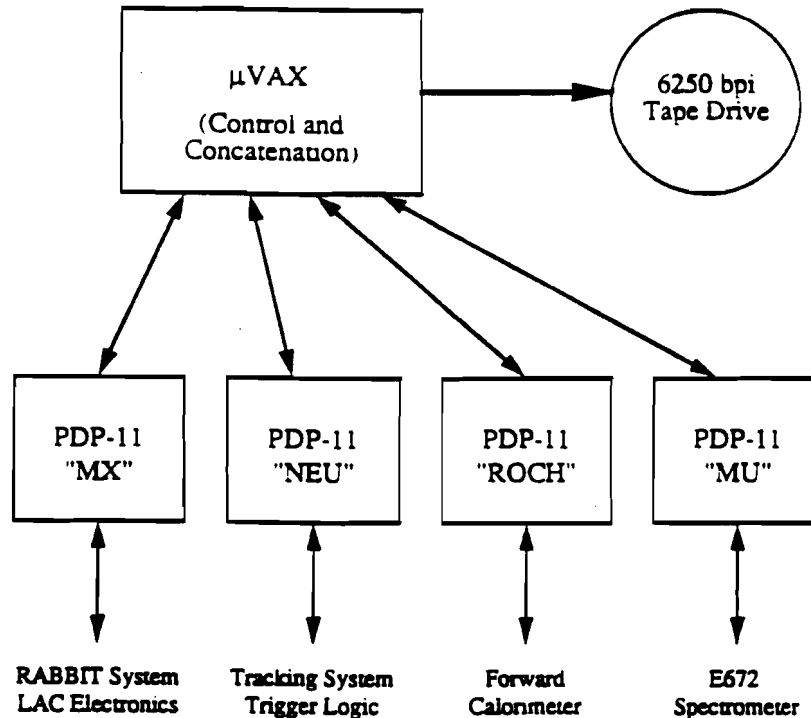 µVAX
(Control and
Concatenation)
6250 bpi
Tape Drive
PDP-11
"MX"
PDP-11
"NEU"
PDP-11
"ROCH"
PDP-11
"MU"
RABBIT System
LAC Electronics
Tracking System
Trigger Logic
Forward
Calorimeter
E672
Spectrometer